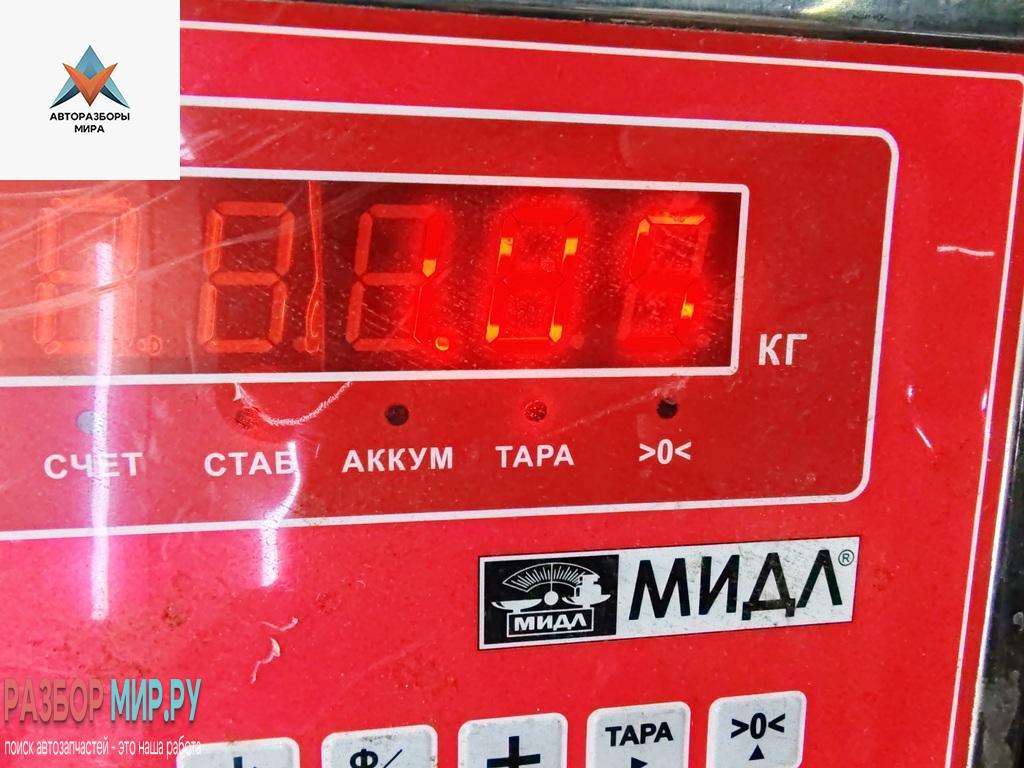 АВТОРАЗБОРЫ
МИРА
КГ
СЧЕТ СТАБ АККУМ ТАРА >0<
МИДЛ МИДЛ®
РАЗБОР МИР.РУ
поиск автозапчастей - это наша работа
Ф/ + ТАРА >0<